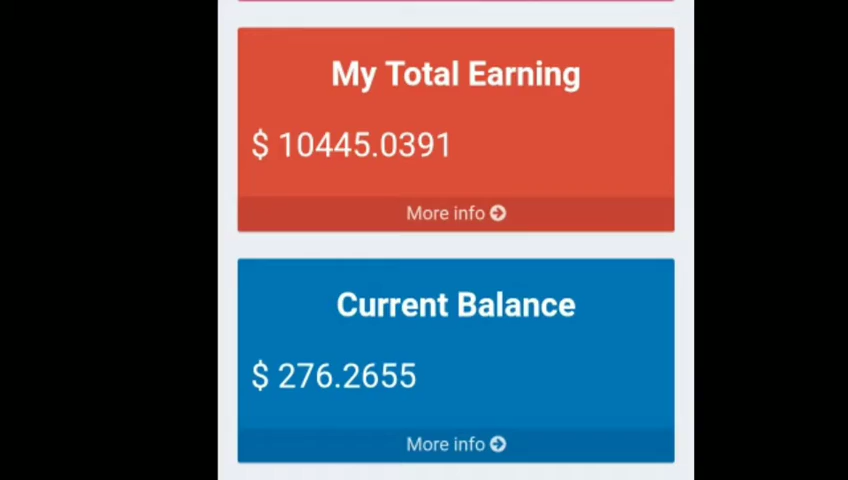 My Total Earning
$ 10445.0391
More info
Current Balance
$ 276.2655
More info